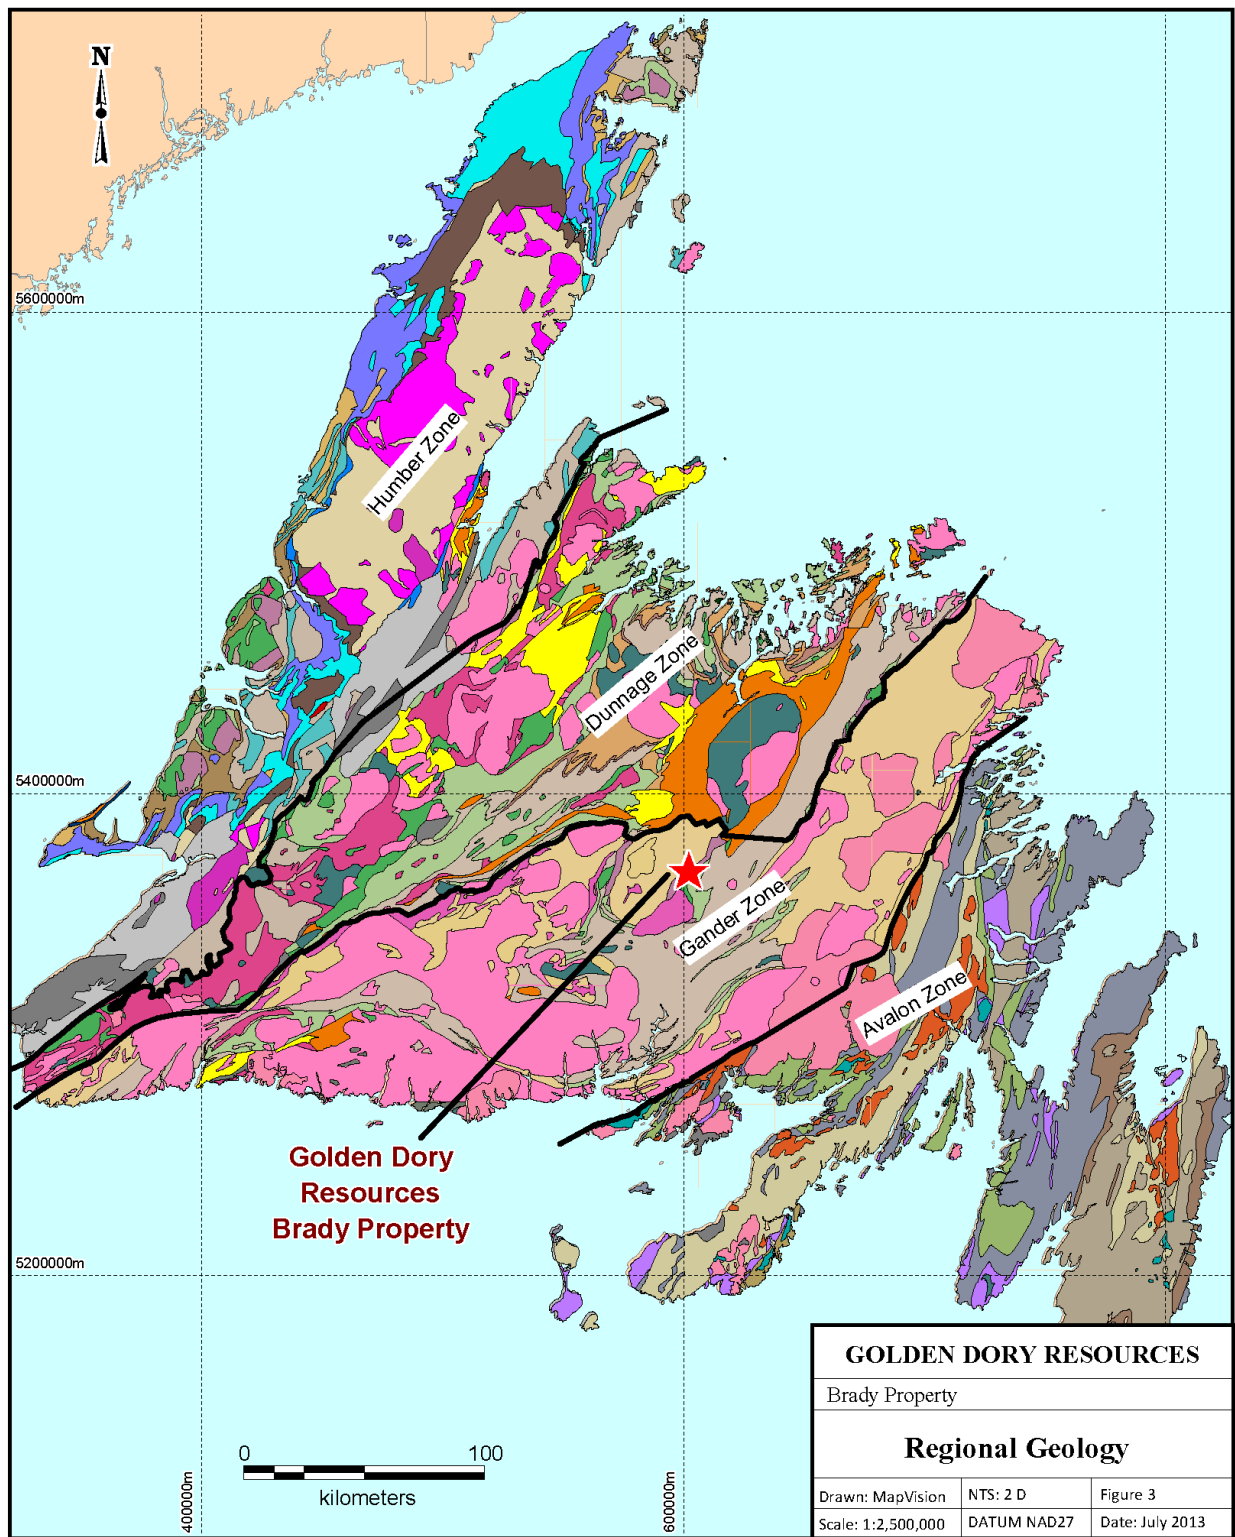 N
5600000m
Humber Zone
Dunnage Zone
5400000m
Gander Zone
Avalon Zone
Golden Dory
Resources
Brady Property
5200000m
0 100
kilometers
400000m
600000m
GOLDEN DORY RESOURCES
Brady Property
Regional Geology
Drawn: MapVision NTS: 2 D Figure 3
Scale: 1:2,500,000 DATUM NAD27 Date: July 2013